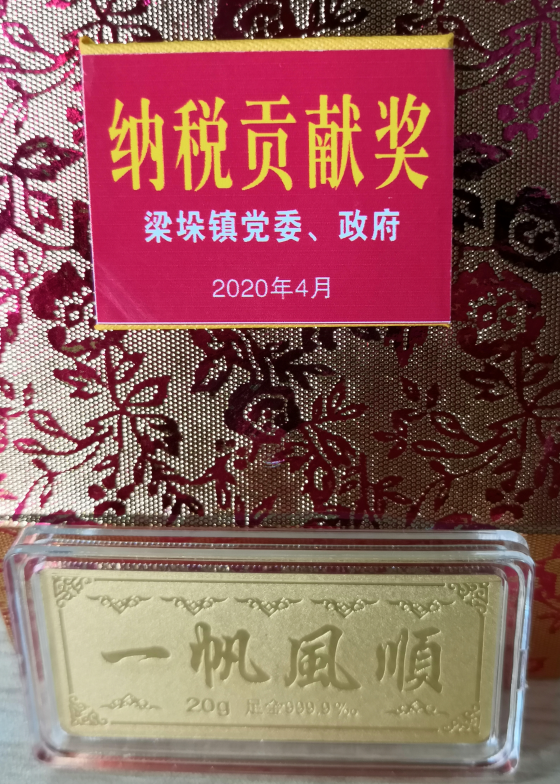 纳税贡献奖
梁垛镇党委、政府
2020年4月
一帆風順
20g 足金999.9‰